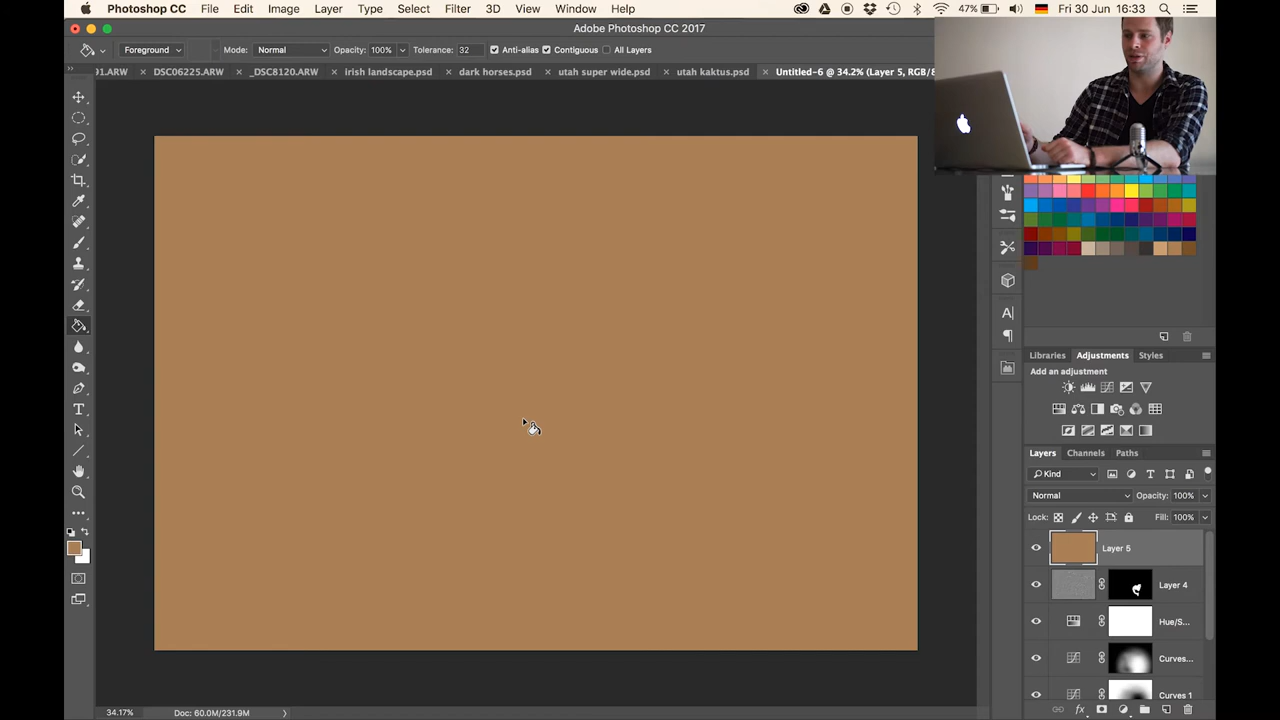 Photoshop CC File Edit Image Layer Type Select Filter 3D View Window Help 47% Fri 30 Jun 16:33
Adobe Photoshop CC 2017
Foreground Mode: Normal Opacity: 100% Tolerance: 32 Anti-alias Contiguous All Layers
91.ARW × DSC06225.ARW × _DSC8120.ARW × irish landscape.psd × dark horses.psd × utah super wide.psd × utah kaktus.psd × Untitled-6 @ 34.2% (Layer 5, RGB/8
Libraries Adjustments Styles
Add an adjustment
Layers Channels Paths
Kind
Normal Opacity: 100%
Lock: Fill: 100%
Layer 5
Layer 4
Hue/S...
Curves...
Curves 1
34.17% Doc: 60.0M/231.9M